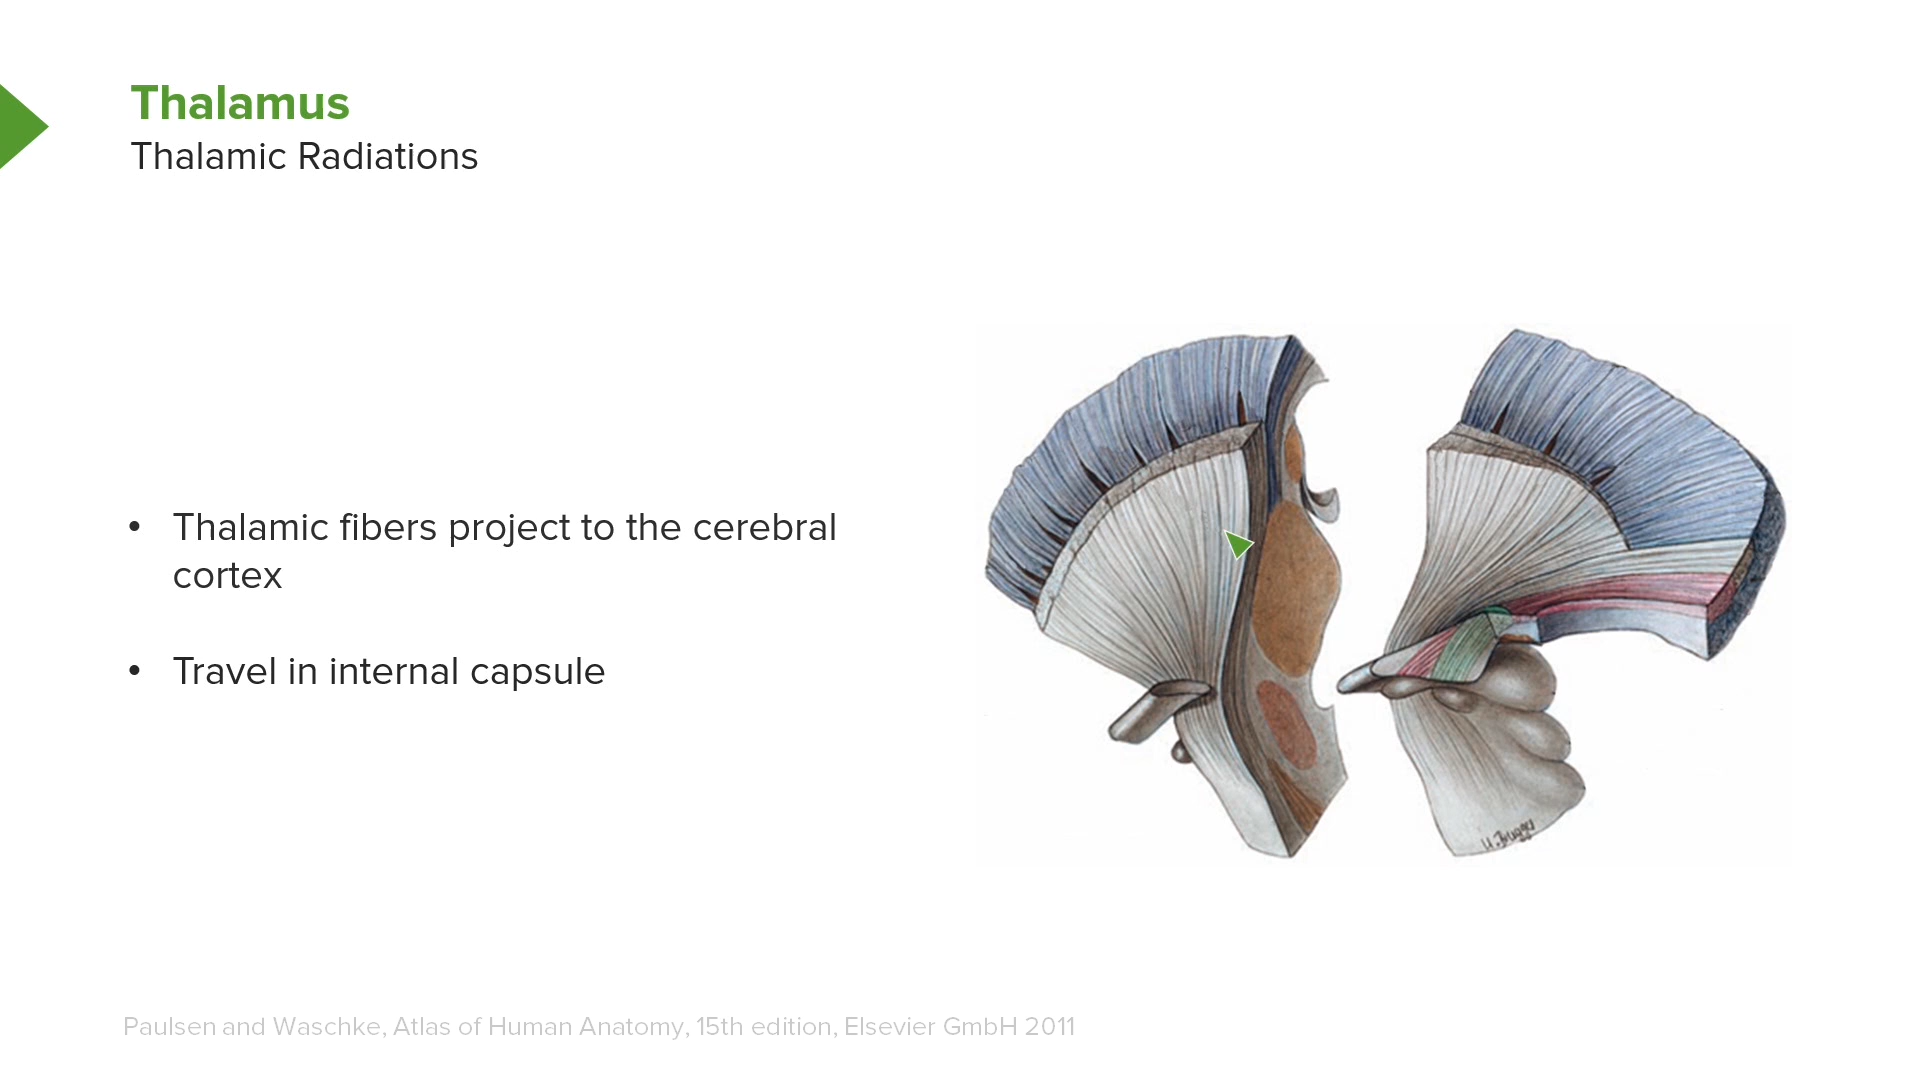 Thalamus
Thalamic Radiations
• Thalamic fibers project to the cerebral
cortex
• Travel in internal capsule
Paulsen and Waschke, Atlas of Human Anatomy, 15th edition, Elsevier GmbH 2011